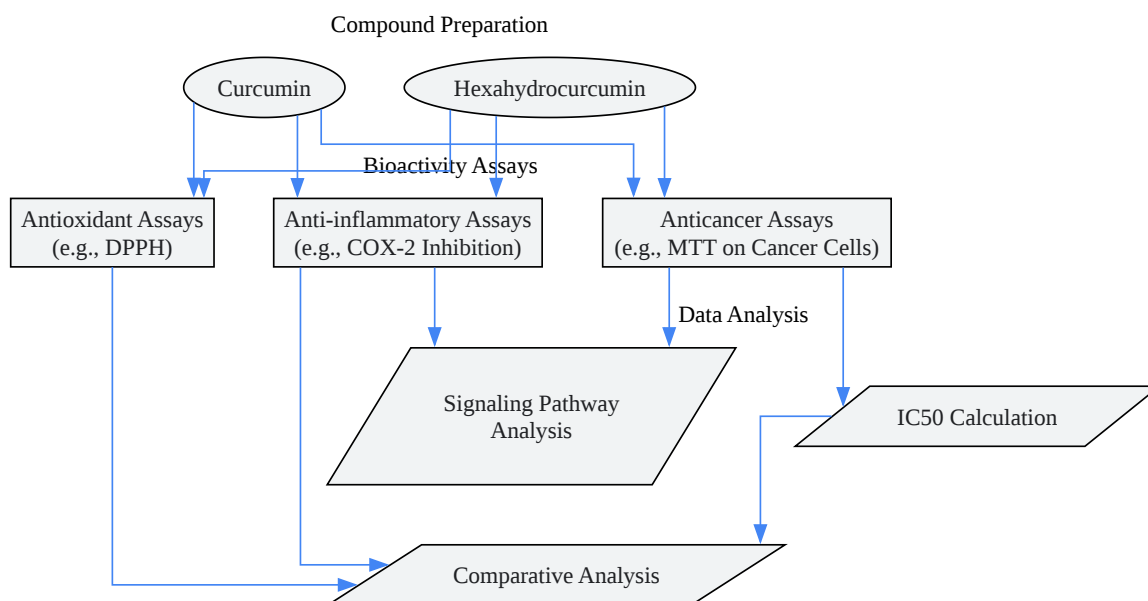 Compound Preparation
Curcumin
Hexahydrocurcumin
Bioactivity Assays
Antioxidant Assays
(e.g., DPPH)
Anti-inflammatory Assays
(e.g., COX-2 Inhibition)
Anticancer Assays
(e.g., MTT on Cancer Cells)
Data Analysis
Signaling Pathway
Analysis
IC50 Calculation
Comparative Analysis